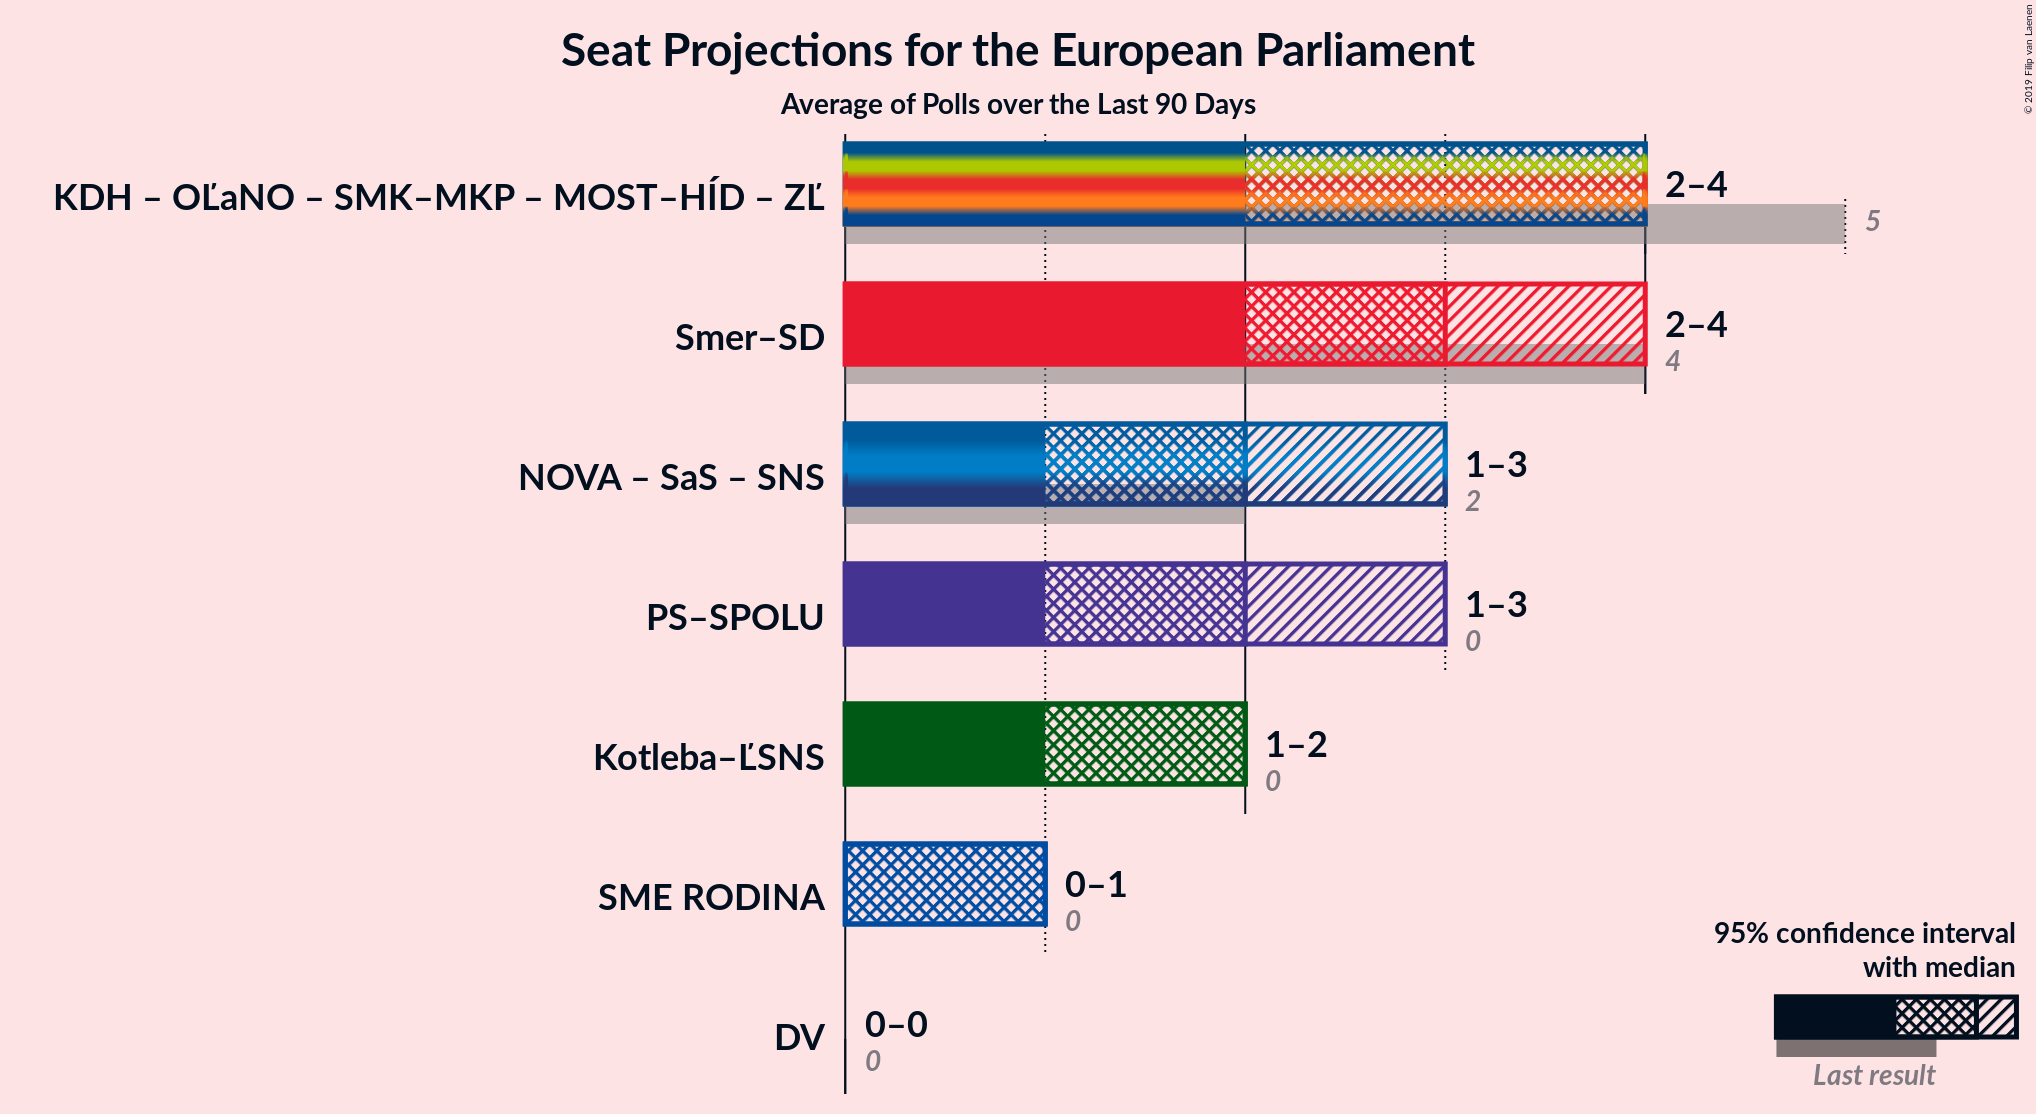 Seat Projections for the European Parliament
Average of Polls over the Last 90 Days
© 2019 Filip van Laenen
KDH – OĽaNO – SMK–MKP – MOST–HÍD – ZĽ
2–4
5
Smer–SD
2–4
4
NOVA – SaS – SNS
1–3
2
PS–SPOLU
1–3
0
Kotleba–ĽSNS
1–2
0
SME RODINA
0–1
0
DV
0–0
0
95% confidence interval
with median
Last result